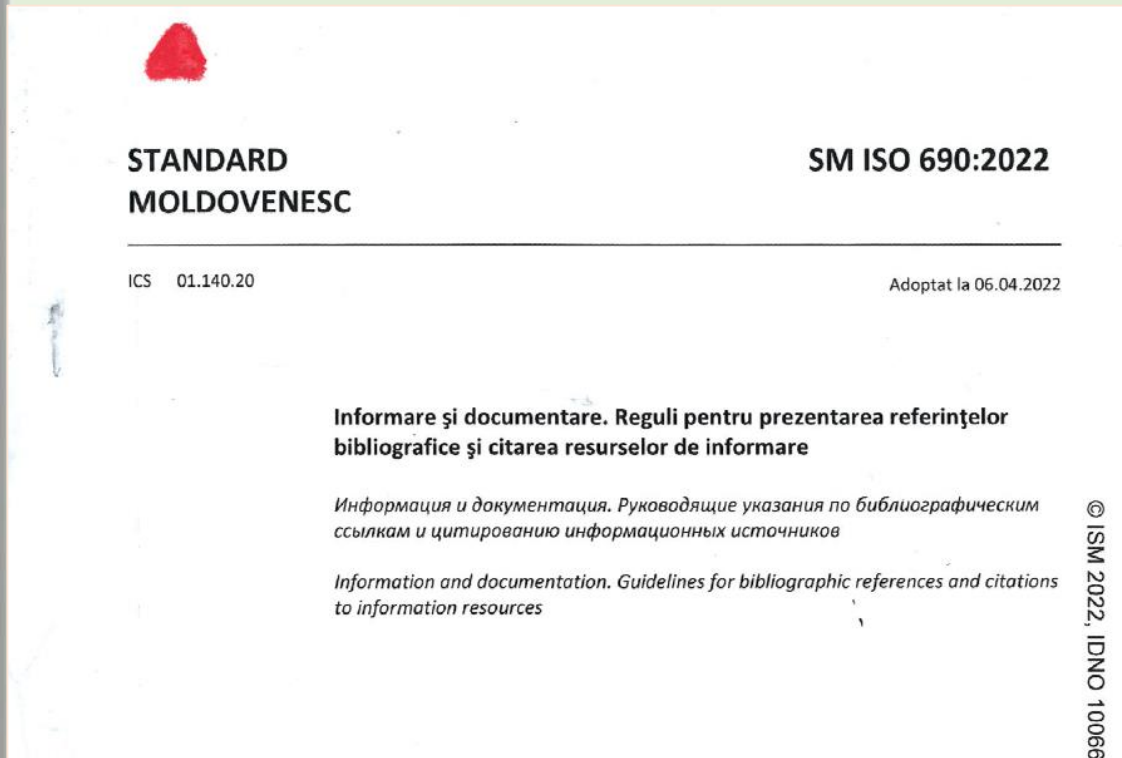 STANDARD
MOLDOVENESC
SM ISO 690:2022
ICS 01.140.20
Adoptat la 06.04.2022
Informare şi documentare. Reguli pentru prezentarea referinţelor
bibliografice şi citarea resurselor de informare
Информация и документация. Руководящие указания по библиографическим
ссылкам и цитированию информационных источников
Information and documentation. Guidelines for bibliographic references and citations
to information resources
© ISM 2022, IDNO 10066